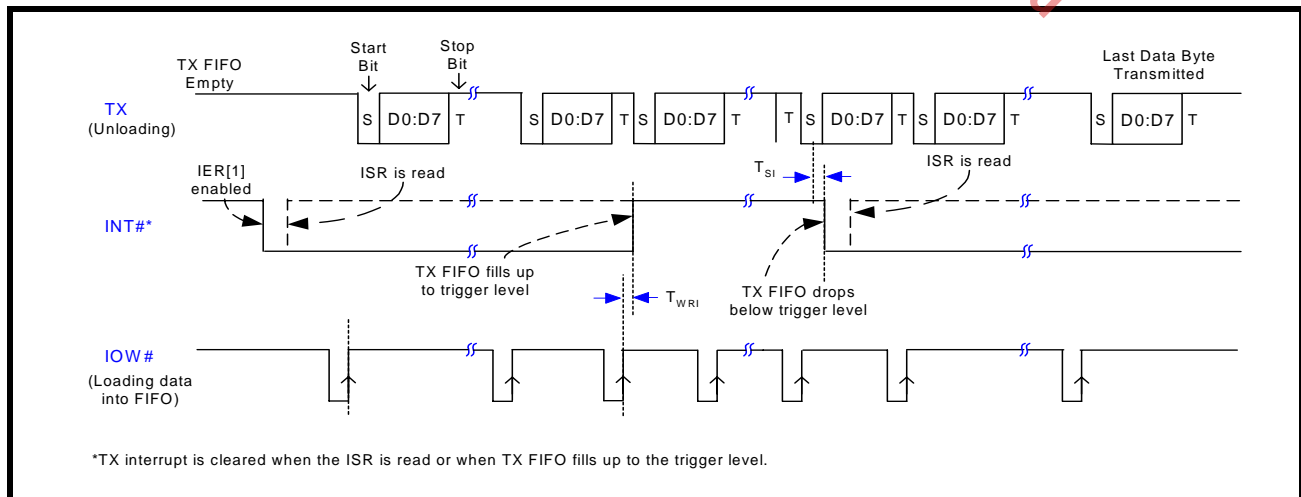 Start
Bit
Stop
Bit
TX FIFO
Empty
Last Data Byte
Transmitted
TX
(Unloading)
S D0:D7 T S D0:D7 T S D0:D7 T T S D0:D7 T S D0:D7 T S D0:D7 T
IER[1]
enabled
ISR is read
TSI
ISR is read
INT#*
TX FIFO fills up
to trigger level
TWRI
TX FIFO drops
below trigger level
IOW#
(Loading data
into FIFO)
*TX interrupt is cleared when the ISR is read or when TX FIFO fills up to the trigger level.